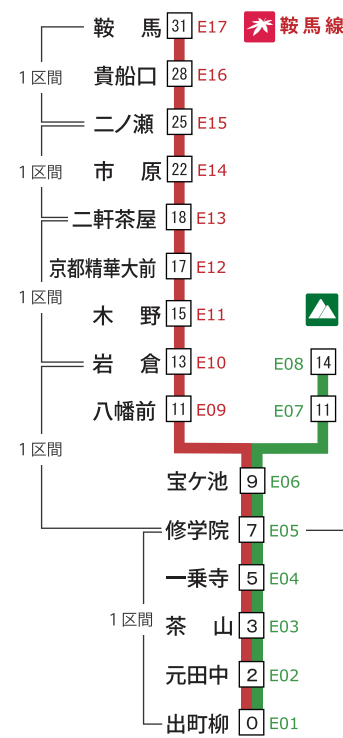 鞍馬 31 E17 鞍馬線
1区間
貴船口 28 E16
二ノ瀬 25 E15
1区間
市原 22 E14
二軒茶屋 18 E13
京都精華大前 17 E12
1区間
木野 15 E11
岩倉 13 E10 E08 14
八幡前 11 E09 E07 11
1区間
宝ケ池 9 E06
修学院 7 E05
一乗寺 5 E04
1区間
茶山 3 E03
元田中 2 E02
出町柳 0 E01